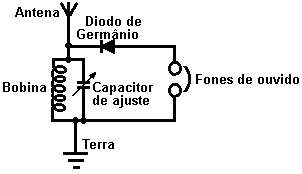 Antena
Diodo de
Germânio
Bobina
Capacitor
de ajuste
Fones de ouvido
Terra